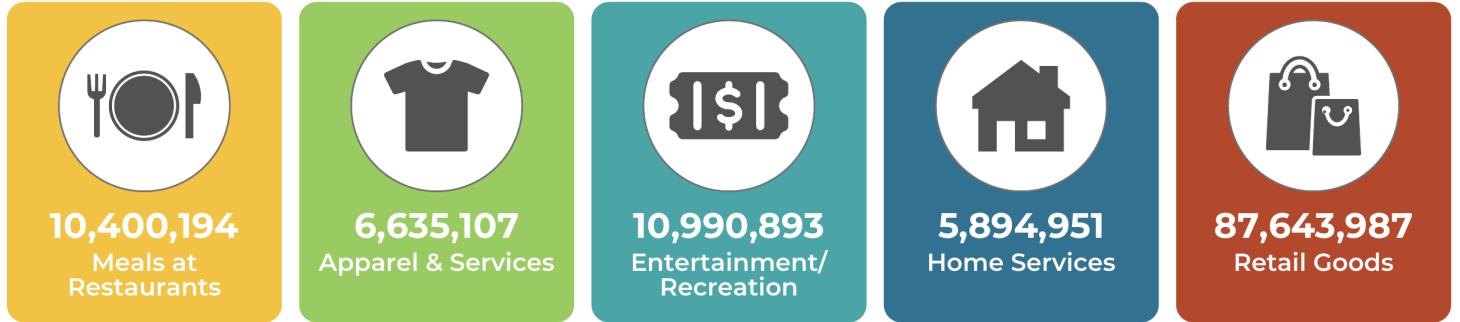 $
10,400,194
Meals at
Restaurants
6,635,107
Apparel & Services
10,990,893
Entertainment/
Recreation
5,894,951
Home Services
87,643,987
Retail Goods